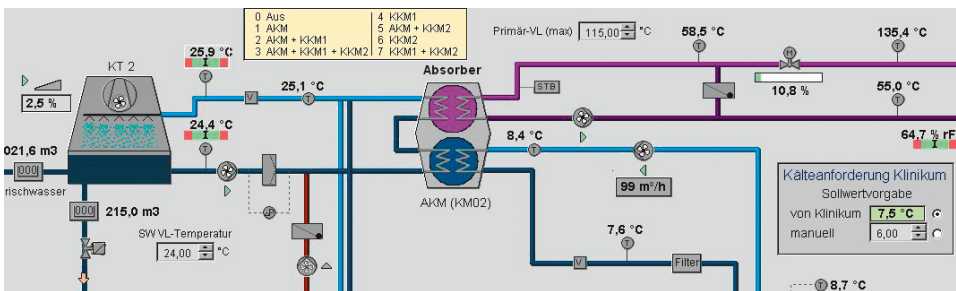 0 Aus
1 AKM
2 AKM + KKM1
3 AKM + KKM1 + KKM2
4 KKM1
5 AKM + KKM2
6 KKM2
7 KKM1 + KKM2
Primär-VL (max) 115,00 °C
58,5 °C
135,4 °C
25,9 °C
I
T
KT 2
2,5 %
25,1 °C
V
T
Absorber
STB
T
M
10,8 %
55,0 °C
T
24,4 °C
I
T
8,4 °C
T
64,7 % rF
I
021,6 m3
000
rischwasser
000
215,0 m3
99 m³/h
AKM (KM02)
Kälteanforderung Klinikum
Sollwertvorgabe
von Klinikum 7,5 °C
manuell 6,00
SW VL-Temperatur
24,00 °C
7,6 °C
V
T
Filter
T 8,7 °C